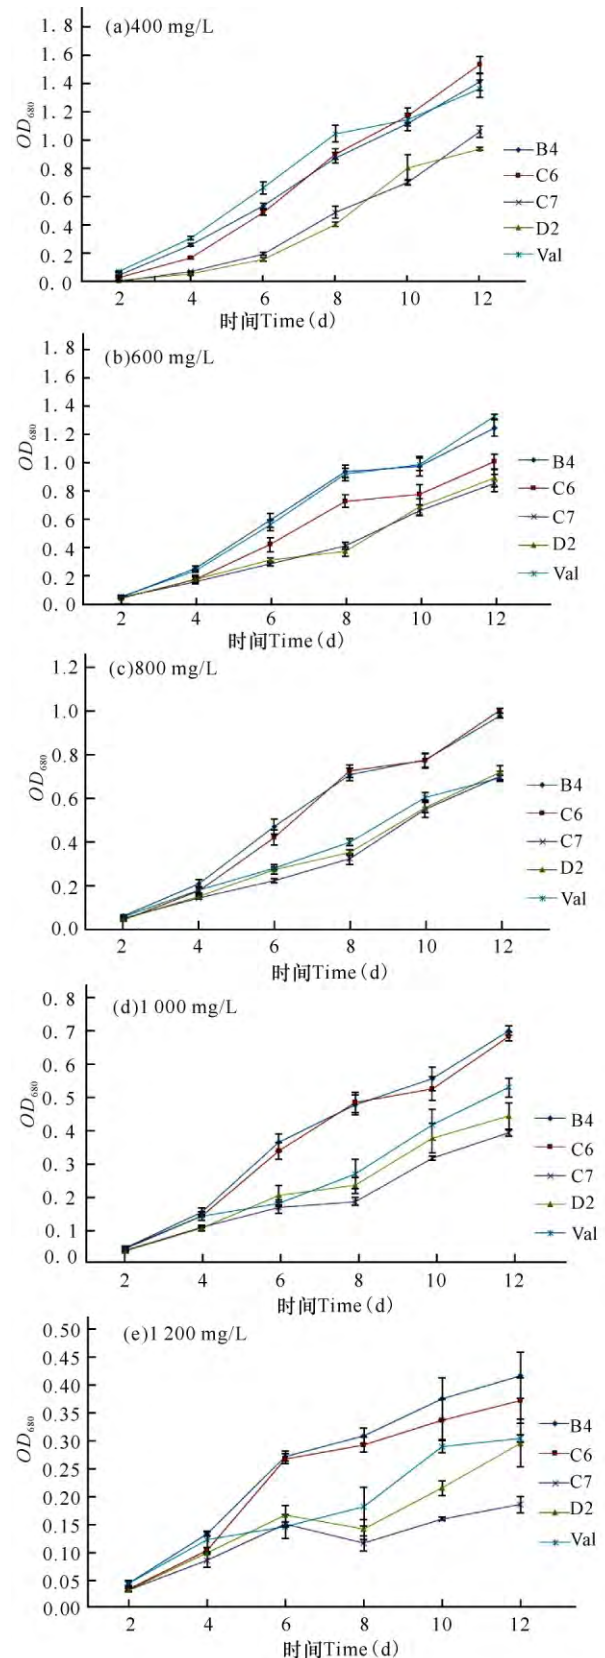 (a)400 mg/L
OD680
1. 8
1. 6
1. 4
1. 2
1. 0
0. 8
0. 6
0. 4
0. 2
0. 0
2 4 6 8 10 12
时间Time(d)
B4
C6
C7
D2
Val
(b)600 mg/L
OD680
1. 8
1. 6
1. 4
1. 2
1. 0
0. 8
0. 6
0. 4
0. 2
0. 0
2 4 6 8 10 12
时间Time(d)
B4
C6
C7
D2
Val
(c)800 mg/L
OD680
1.2
1.0
0.8
0.6
0.4
0.2
0.0
2 4 6 8 10 12
时间Time(d)
B4
C6
C7
D2
Val
(d)1 000 mg/L
OD680
0.8
0.7
0.6
0.5
0.4
0.3
0.2
0.1
0.0
2 4 6 8 10 12
时间Time(d)
B4
C6
C7
D2
Val
(e)1 200 mg/L
OD680
0.50
0.45
0.40
0.35
0.30
0.25
0.20
0.15
0.10
0.05
0.00
2 4 6 8 10 12
时间Time(d)
B4
C6
C7
D2
Val